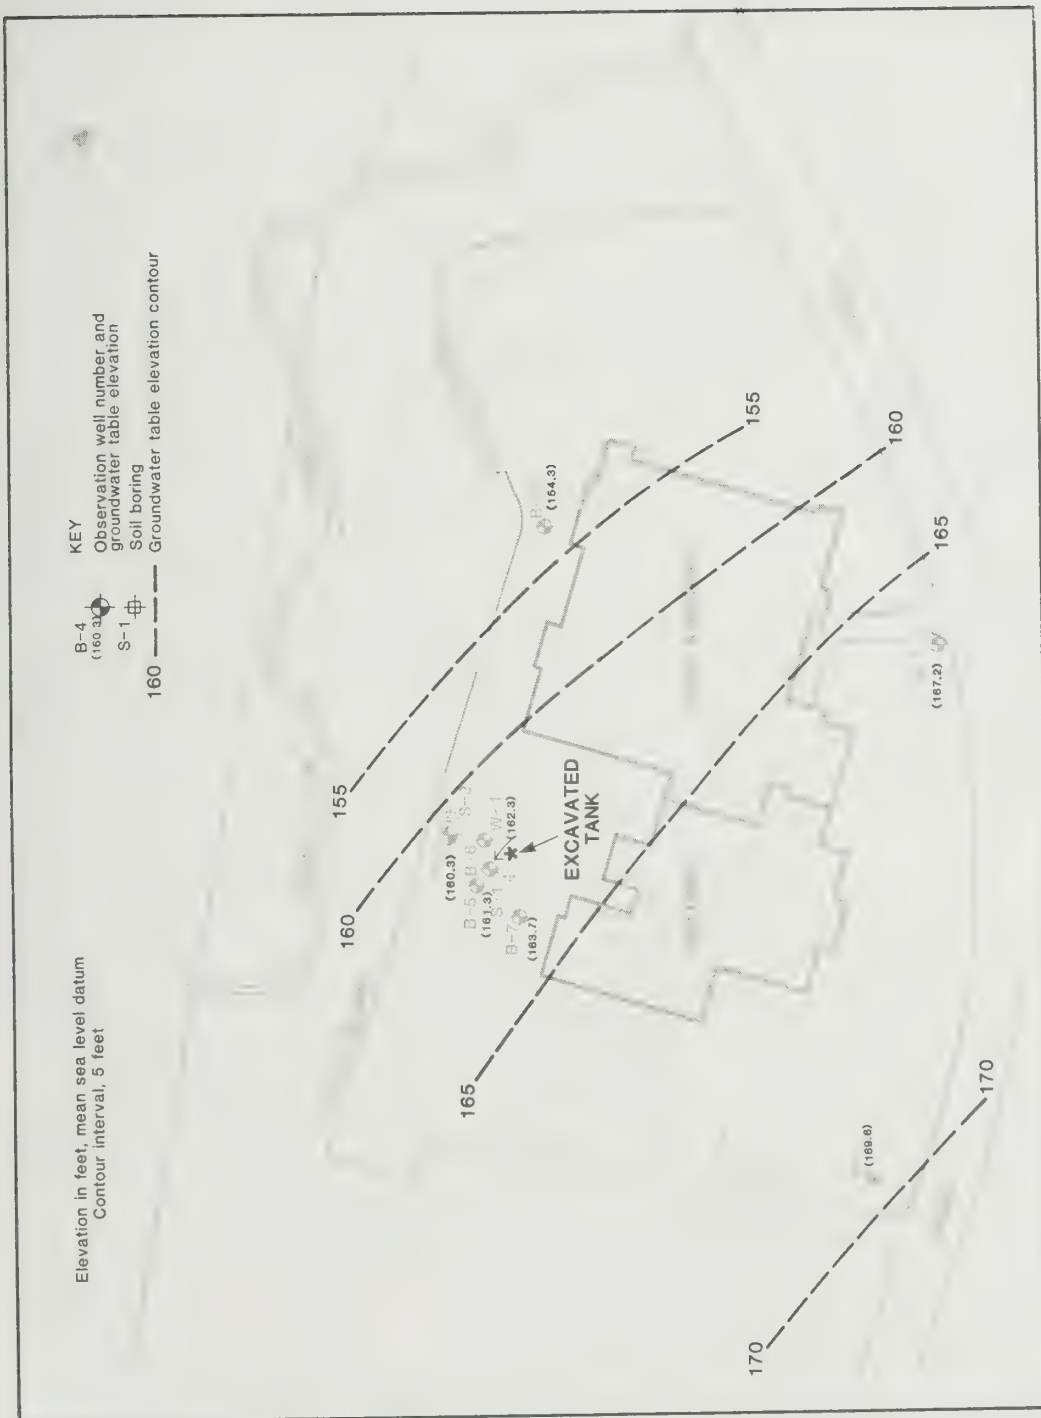 Elevation in feet, mean sea level datum
Contour interval, 5 feet
KEY
B-4
(160.3)
Observation well number and
groundwater table elevation
S-1
Soil boring
160
Groundwater table elevation contour
155
155
160
160
165
165
170
170
(154.3)
(160.3)
B-6
S-2
B-5
(161.3)
S-1
W-1
(162.3)
B-7
(163.7)
EXCAVATED
TANK
(167.2)
(169.6)